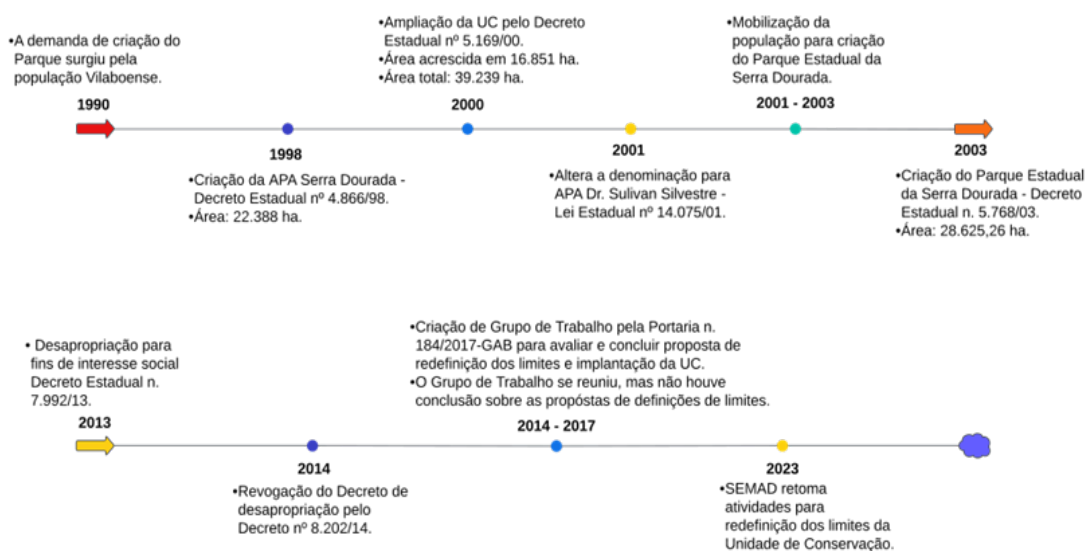 •A demanda de criação do
Parque surgiu pela
população Vilaboense.
1990
1998
•Criação da APA Serra Dourada -
Decreto Estadual nº 4.866/98.
•Área: 22.388 ha.
•Ampliação da UC pelo Decreto
Estadual nº 5.169/00.
•Área acrescida em 16.851 ha.
•Área total: 39.239 ha.
2000
2001
•Altera a denominação para
APA Dr. Sulivan Silvestre -
Lei Estadual nº 14.075/01.
•Mobilização da
população para criação
do Parque Estadual da
Serra Dourada.
2001 - 2003
2003
•Criação do Parque Estadual
da Serra Dourada - Decreto
Estadual n. 5.768/03.
•Área: 28.625,26 ha.
• Desapropriação para
fins de interesse social
Decreto Estadual n.
7.992/13.
2013
2014
•Revogação do Decreto de
desapropriação pelo
Decreto nº 8.202/14.
•Criação de Grupo de Trabalho pela Portaria n.
184/2017-GAB para avaliar e concluir proposta de
redefinição dos limites e implantação da UC.
•O Grupo de Trabalho se reuniu, mas não houve
conclusão sobre as propóstas de definições de limites.
2014 - 2017
2023
•SEMAD retoma
atividades para
redefinição dos limites da
Unidade de Conservação.